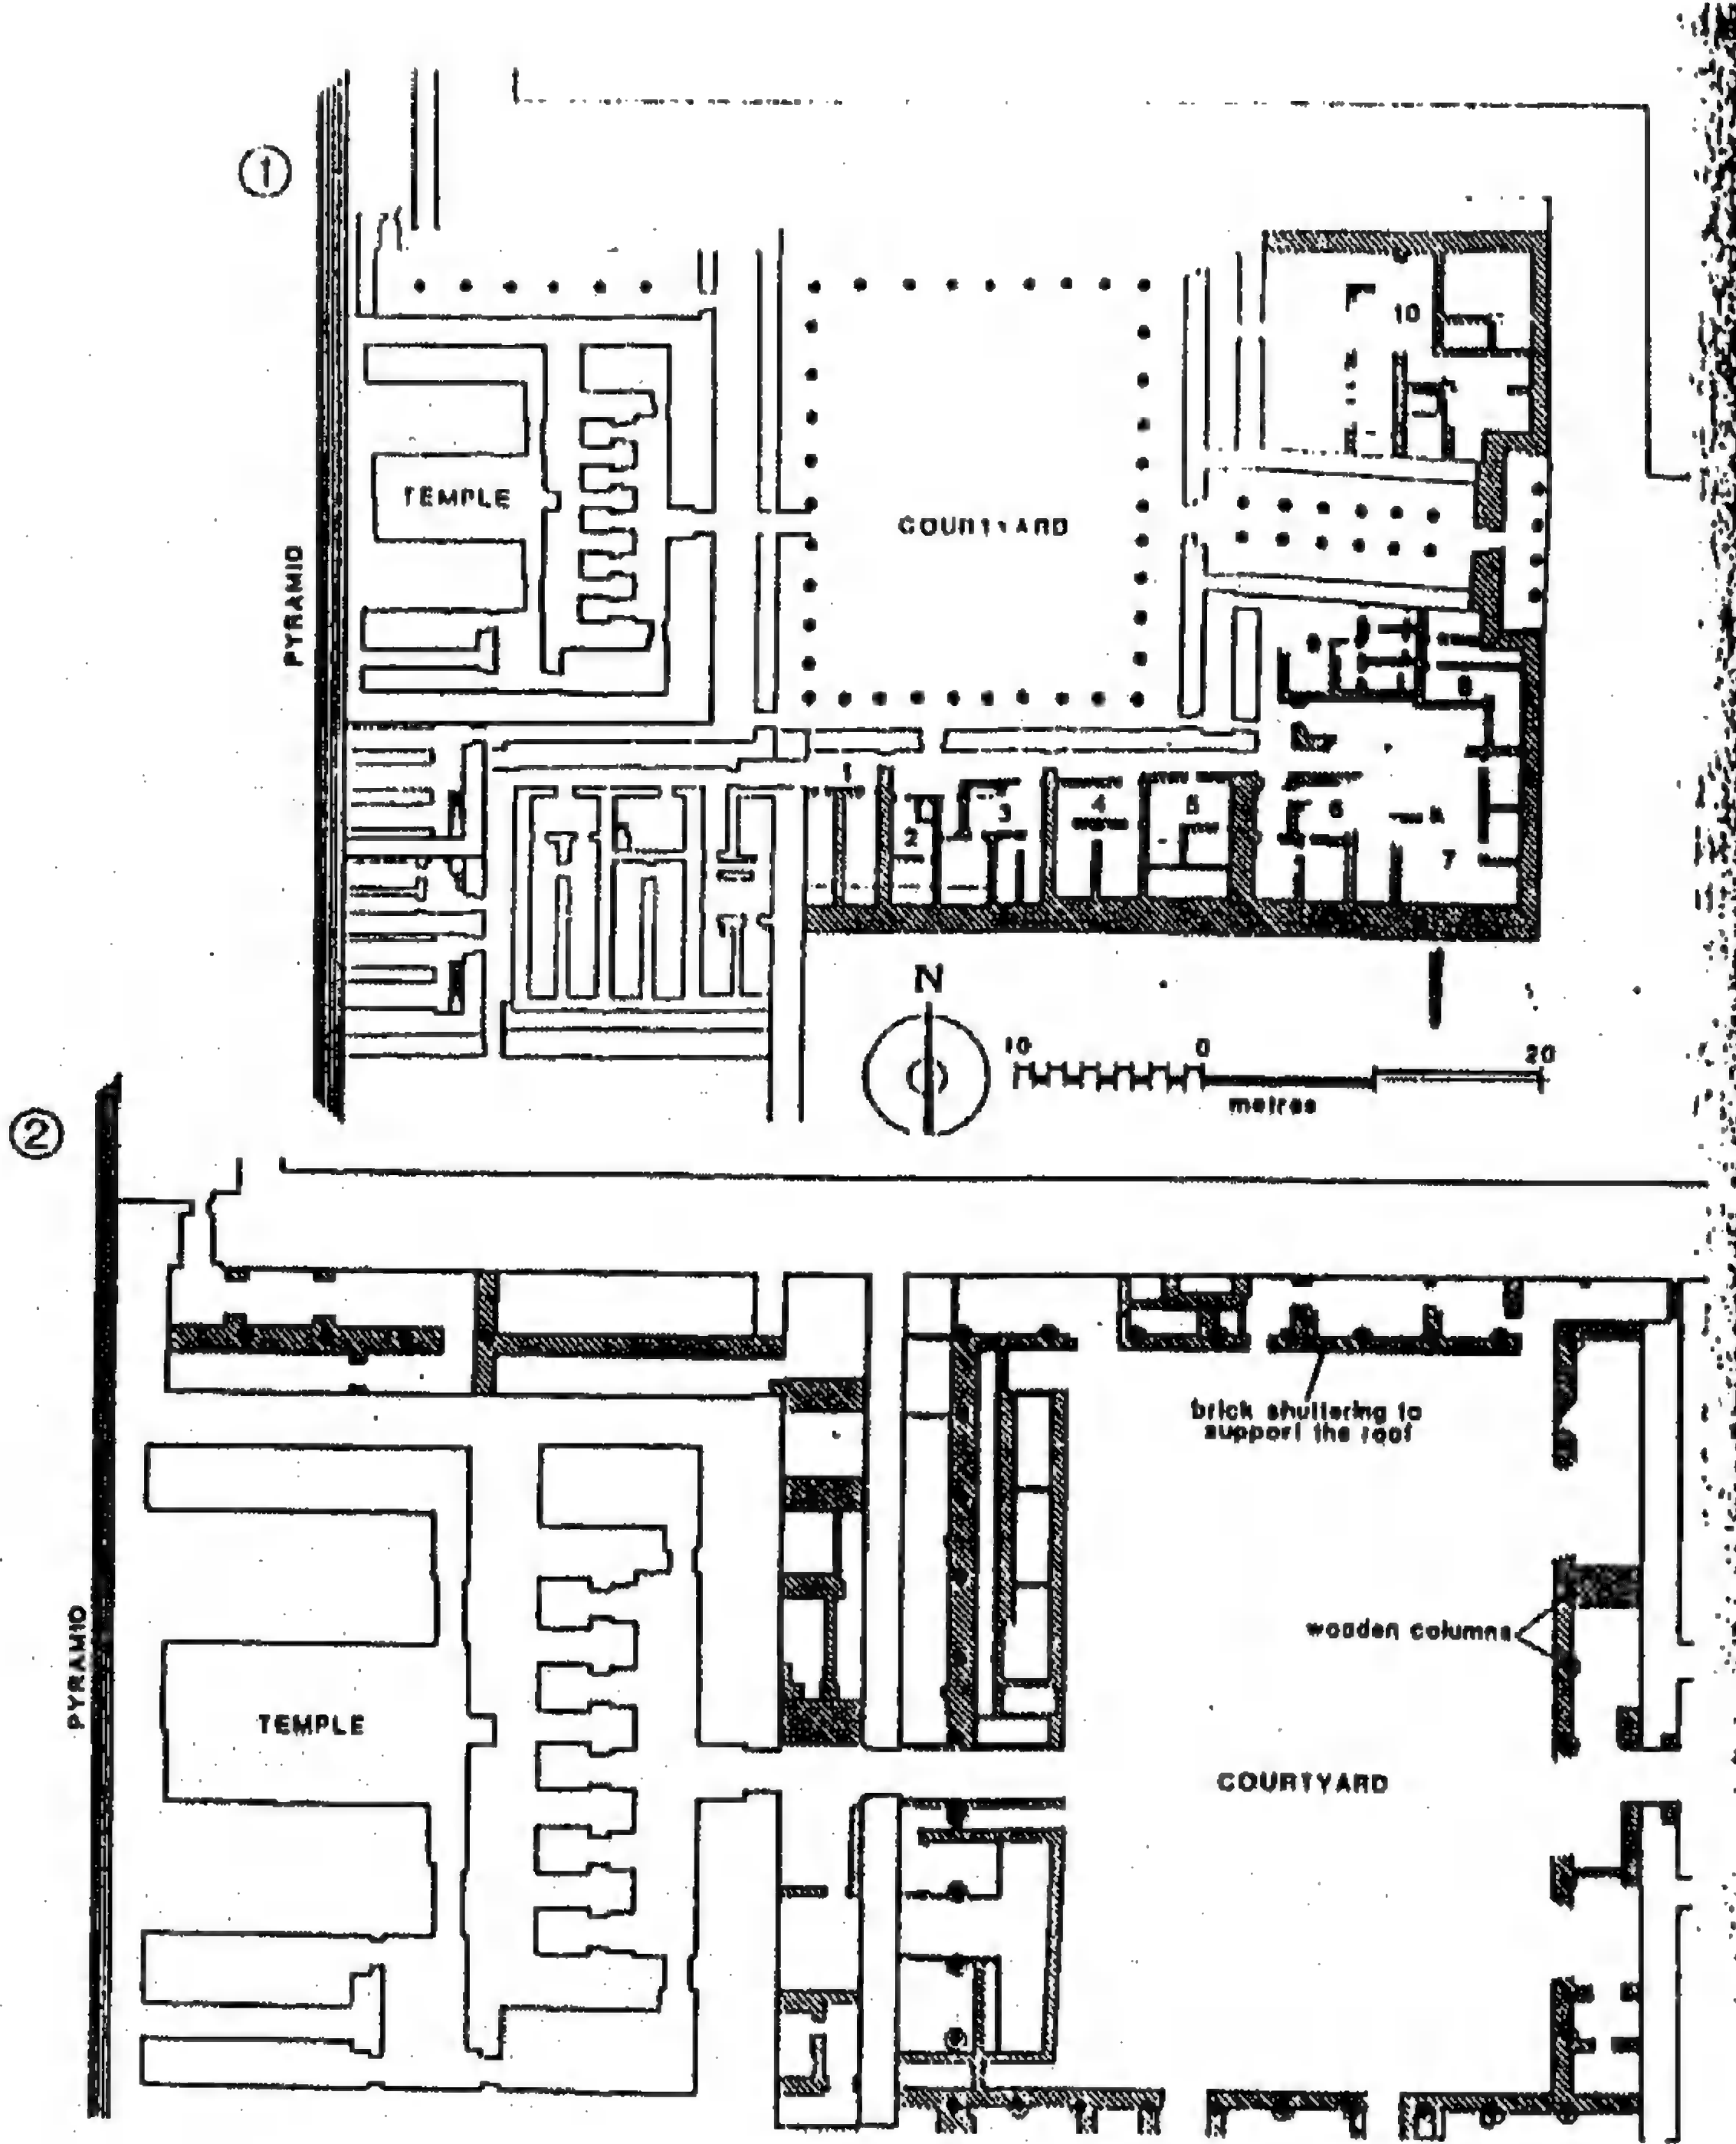 1
PYRAMID
TEMPLE
COURTYARD
10
1
2
3
4
5
6
7
8
N
10 0 20
metres
2
PYRAMID
TEMPLE
COURTYARD
brick shuttering to
support the roof
wooden columns